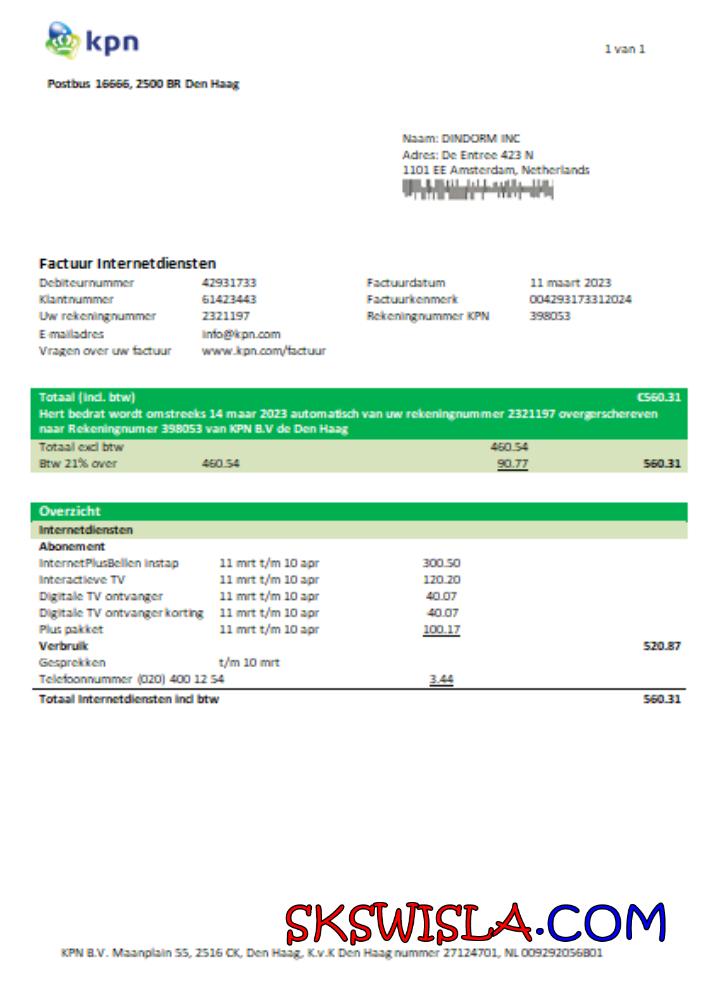 kpn
1 van 1
Postbus 16666, 2500 BR Den Haag
Naam: DINDORM INC
Adres: De Entree 423 N
1101 EE Amsterdam, Netherlands
Factuur Internetdiensten
Debiteurnummer 42931733 Factuurdatum 11 maart 2023
Klantnummer 61423443 Factuurkenmerk 004293173312024
Uw rekeningnummer 2321197 Rekeningnummer KPN 398053
E-mailadres info@kpn.com
Vragen over uw factuur www.kpn.com/factuur
Totaal (incl. btw) €560.31
Hert bedrat wordt omstreeks 14 maar 2023 automatisch van uw rekeningnummer 2321197 overgerschereven
naar Rekeningnumer 398053 van KPN B.V de Den Haag
Totaal excl btw 460.54
Btw 21% over 460.54 90.77 560.31
Overzicht
Internetdiensten
Abonement
InternetPlusBellen instap 11 mrt t/m 10 apr 300.50
Interactieve TV 11 mrt t/m 10 apr 120.20
Digitale TV ontvanger 11 mrt t/m 10 apr 40.07
Digitale TV ontvanger korting 11 mrt t/m 10 apr 40.07
Plus pakket 11 mrt t/m 10 apr 100.17
Verbruik 520.87
Gesprekken t/m 10 mrt
Telefoonnummer (020) 400 12 54 3.44
Totaal Internetdiensten incl btw 560.31
SKSWISLA.COM
KPN B.V. Maanplain 55, 2516 CK, Den Haag, K.v.K Den Haag nummer 27124701, NL 009292056B01